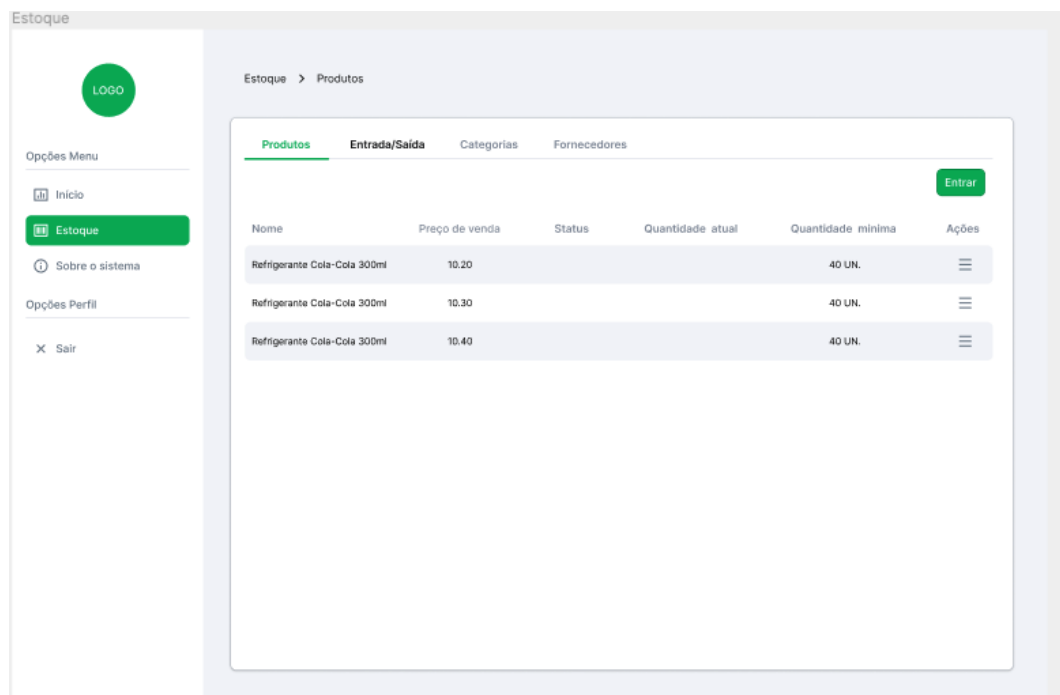 Estoque
LOGO
Estoque > Produtos
Opções Menu
Início
Estoque
Sobre o sistema
Opções Perfil
Sair
Produtos Entrada/Saída Categorias Fornecedores
Entrar
Nome Preço de venda Status Quantidade atual Quantidade minima Ações
Refrigerante Cola-Cola 300ml 10.20 40 UN.
Refrigerante Cola-Cola 300ml 10.30 40 UN.
Refrigerante Cola-Cola 300ml 10.40 40 UN.